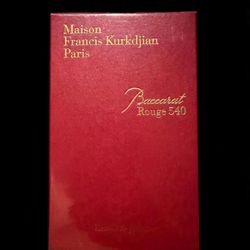 Maison
Francis Kurkdjian
Paris
Baccarat
Rouge 540